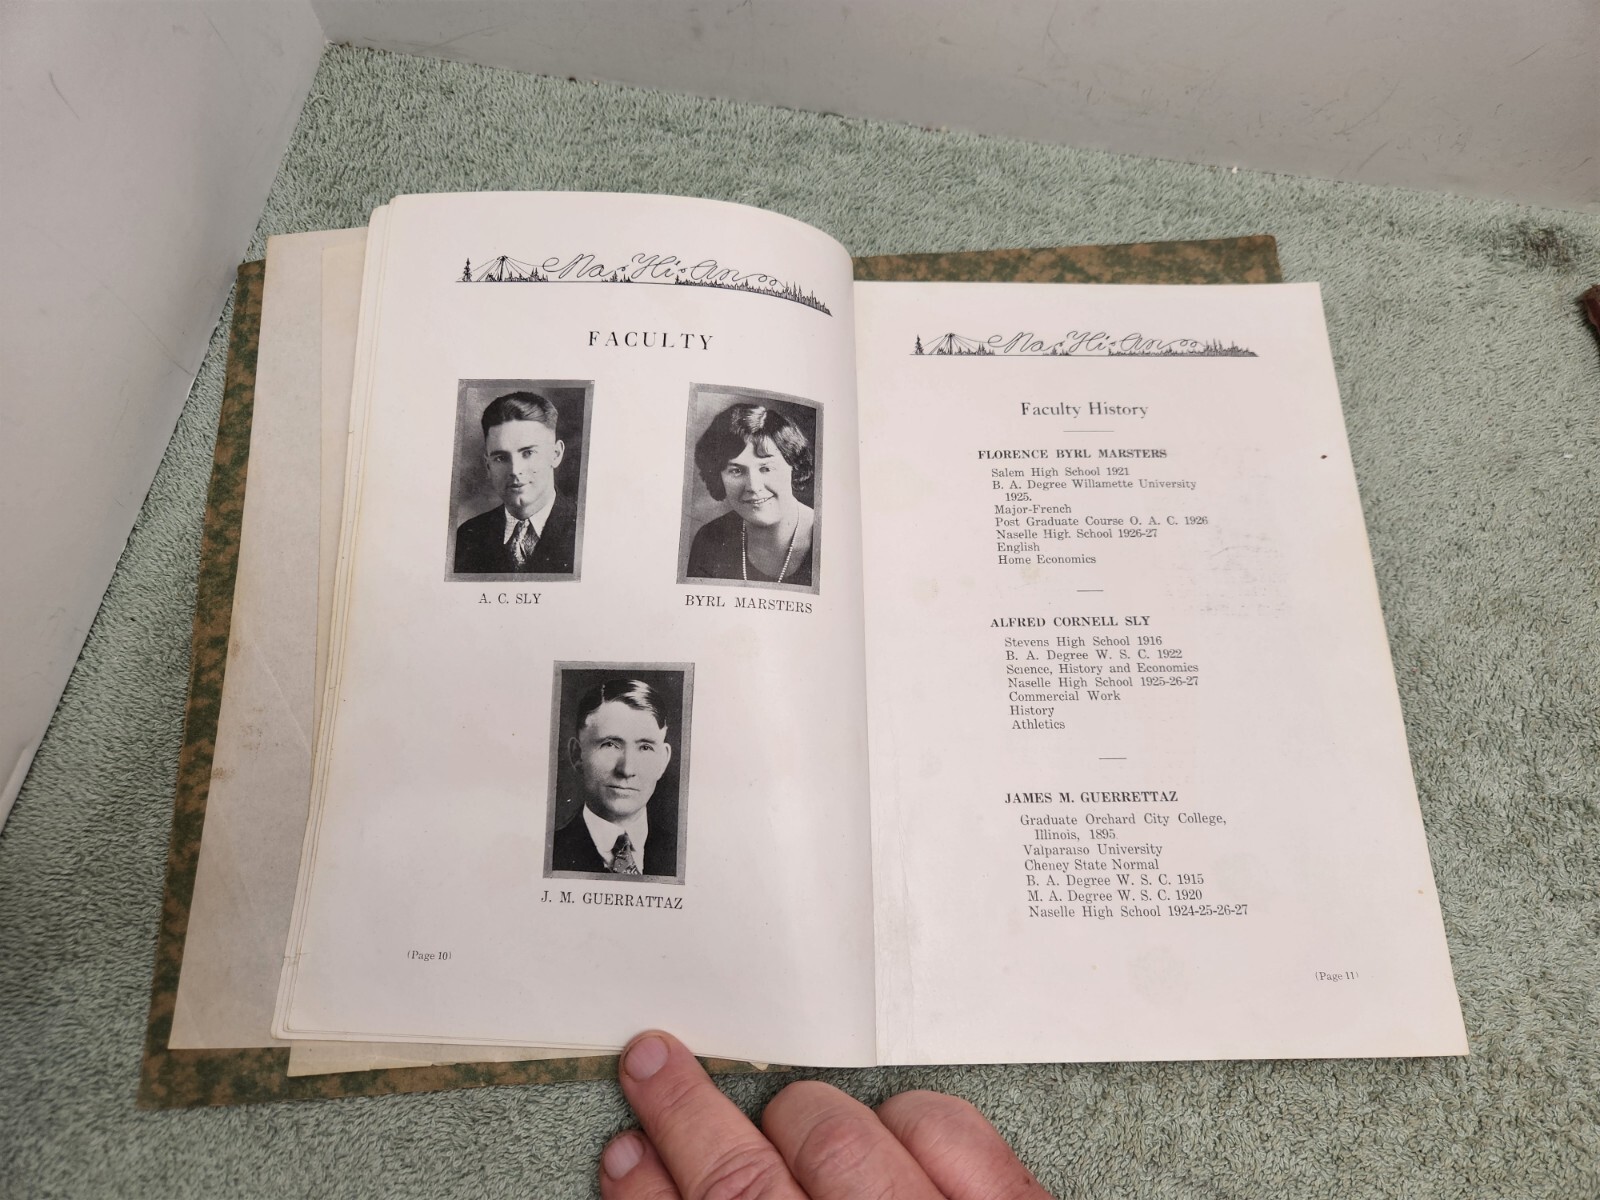 Na-Hi-An
FACULTY
A. C. SLY
BYRL MARSTERS
J. M. GUERRATTAZ
(Page 10)
Na-Hi-An
Faculty History
FLORENCE BYRL MARSTERS
Salem High School 1921
B. A. Degree Willamette University
1925.
Major-French
Post Graduate Course O. A. C. 1926
Naselle High School 1926-27
English
Home Economics
ALFRED CORNELL SLY
Stevens High School 1916
B. A. Degree W. S. C. 1922
Science, History and Economics
Naselle High School 1925-26-27
Commercial Work
History
Athletics
JAMES M. GUERRETTAZ
Graduate Orchard City College,
Illinois, 1895
Valparaiso University
Cheney State Normal
B. A. Degree W. S. C. 1915
M. A. Degree W. S. C. 1920
Naselle High School 1924-25-26-27
(Page 11)